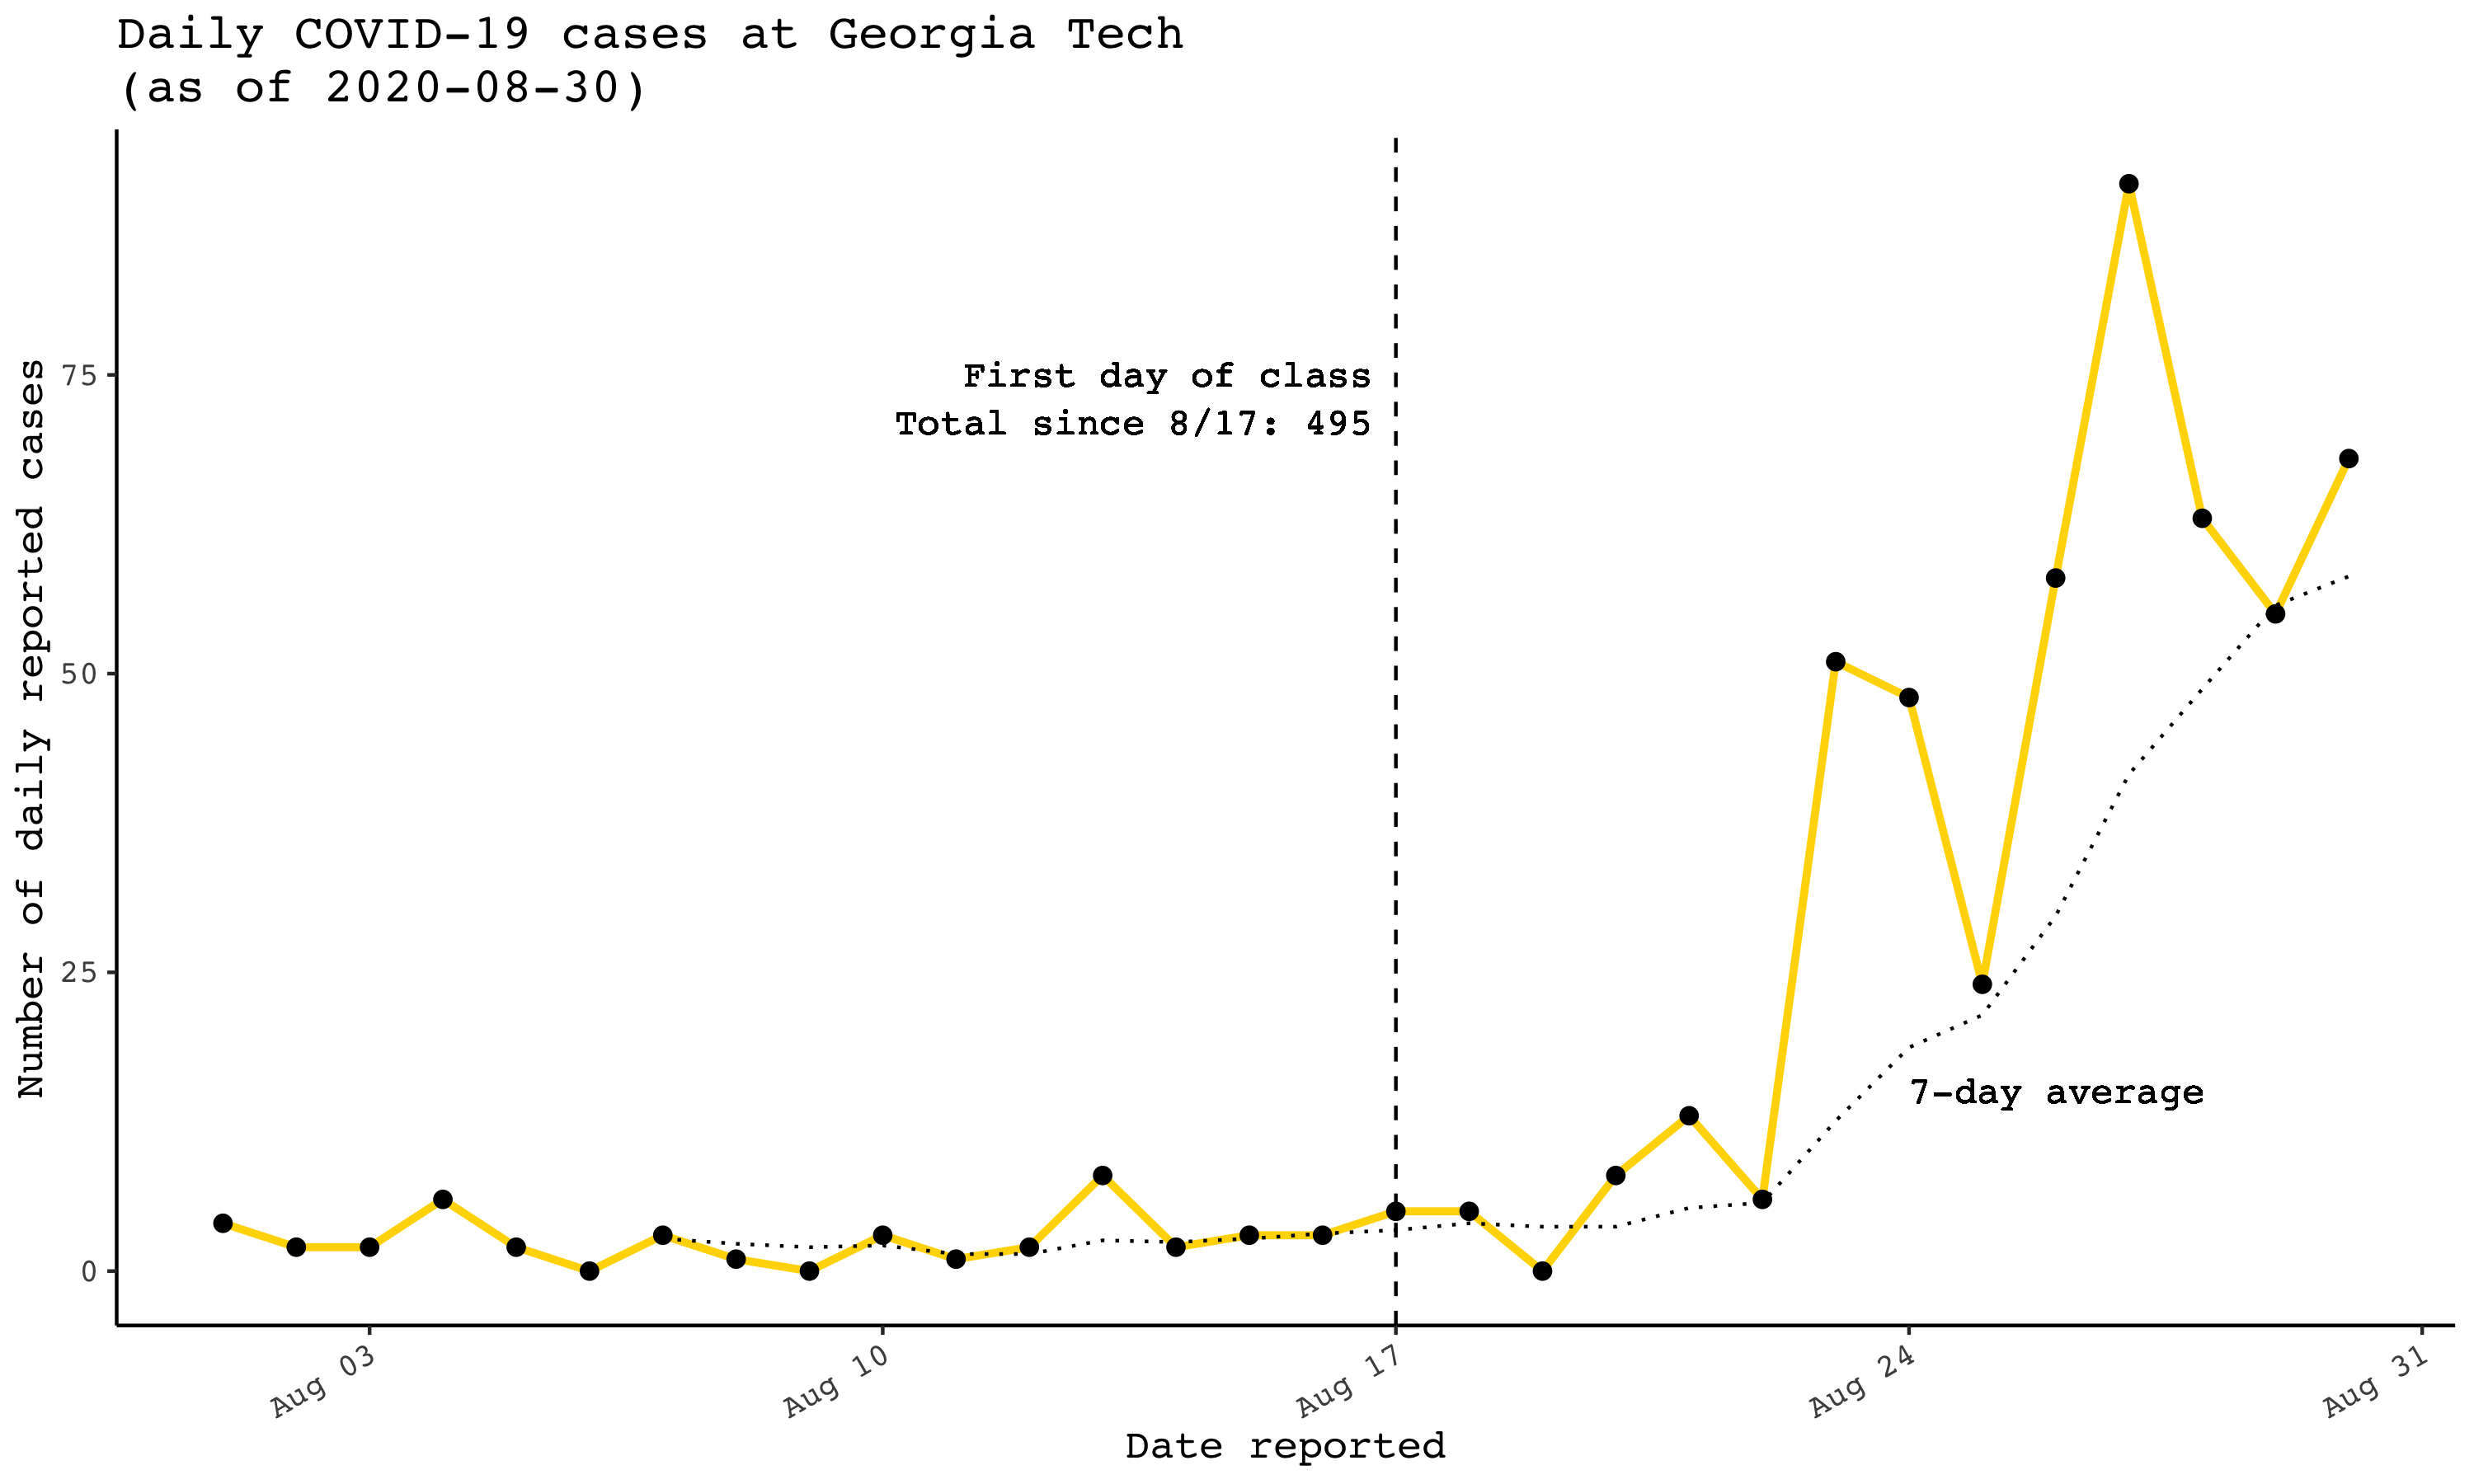 Daily COVID-19 cases at Georgia Tech
(as of 2020-08-30)
Number of daily reported cases
75
50
25
0
First day of class
Total since 8/17: 495
7-day average
Aug 03
Aug 10
Aug 17
Aug 24
Aug 31
Date reported